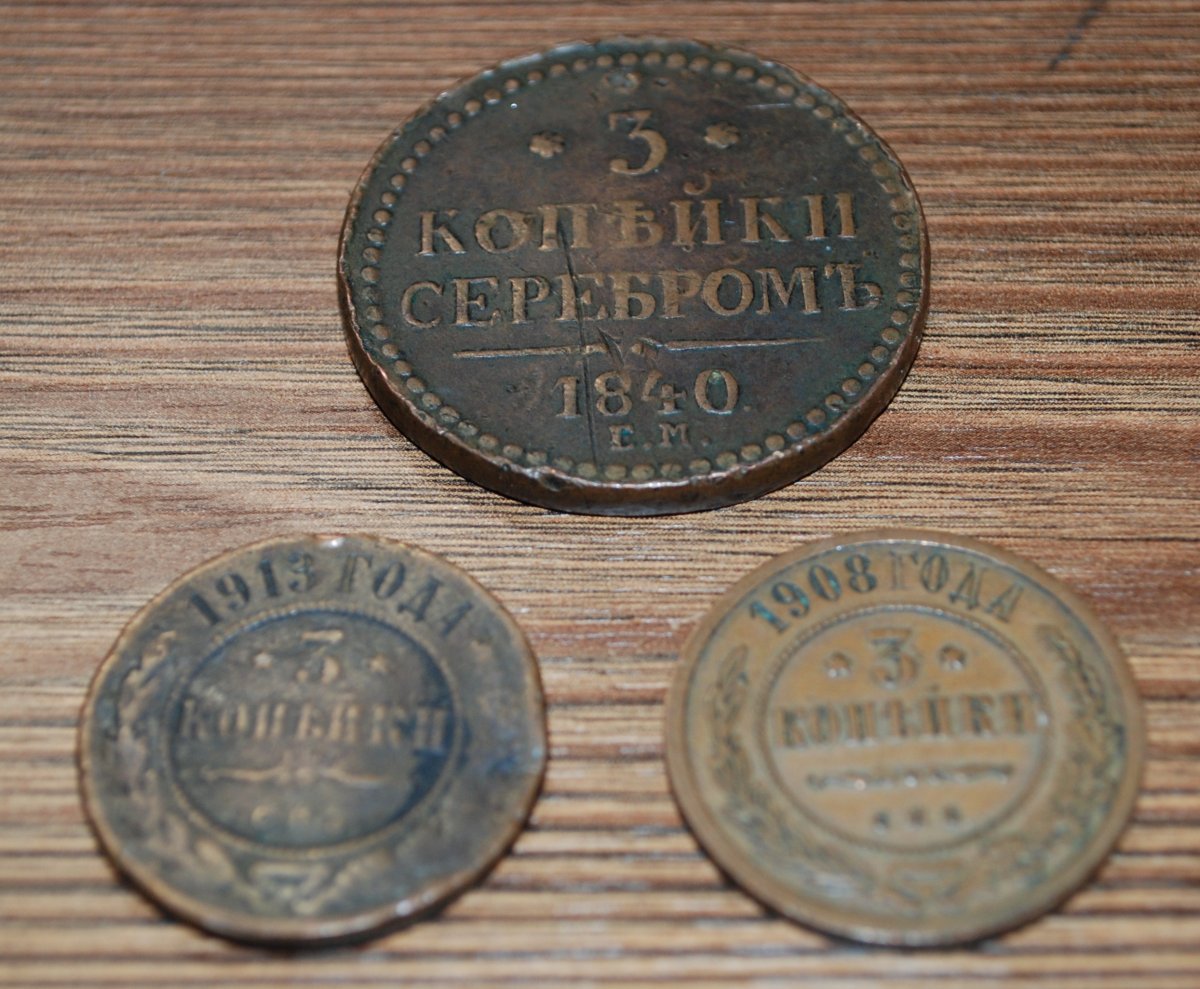 3
КОПѢЙКИ
СЕРЕБРОМЪ
1840
Е.М.
1913 ГОДА
3
КОПѢЙКИ
1908 ГОДА
3
КОПѢЙКИ